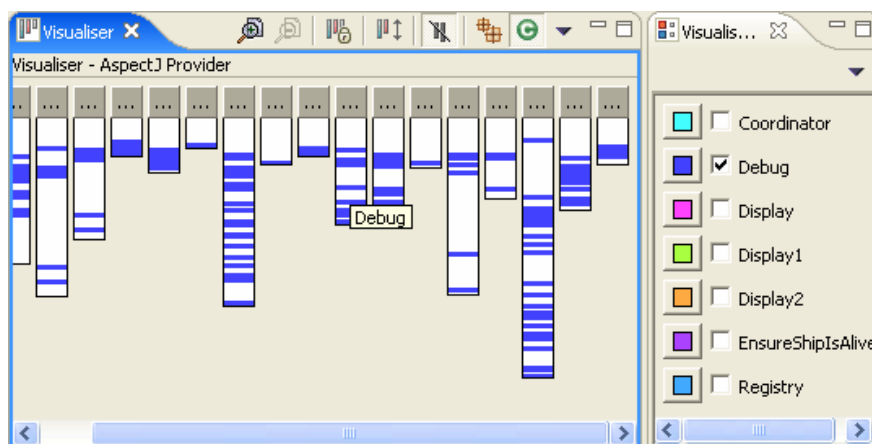 Visualiser
Visualis...
Visualiser - AspectJ Provider
... ... ... ... ... ... ... ... ... ... ... ... ... ... ... ... ...
Debug
Coordinator
Debug
Display
Display1
Display2
EnsureShipIsAlive
Registry